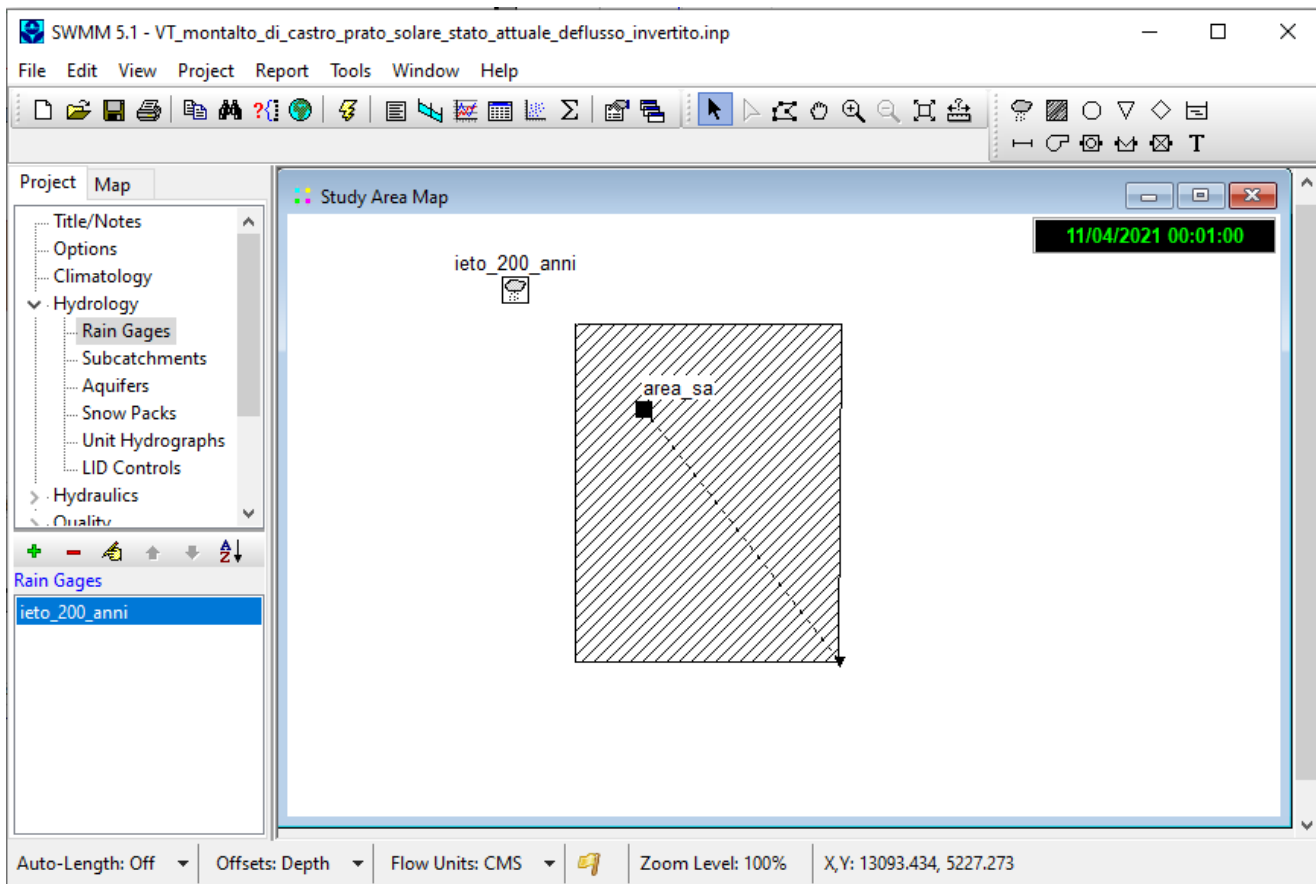 SWMM 5.1 - VT_montalto_di_castro_prato_solare_stato_attuale_deflusso_invertito.inp
File Edit View Project Report Tools Window Help
Project Map
Title/Notes
Options
Climatology
Hydrology
Rain Gages
Subcatchments
Aquifers
Snow Packs
Unit Hydrographs
LID Controls
Hydraulics
Quality
Rain Gages
ieto_200_anni
Study Area Map
11/04/2021 00:01:00
ieto_200_anni
area_sa
Auto-Length: Off Offsets: Depth Flow Units: CMS Zoom Level: 100% X,Y: 13093.434, 5227.273